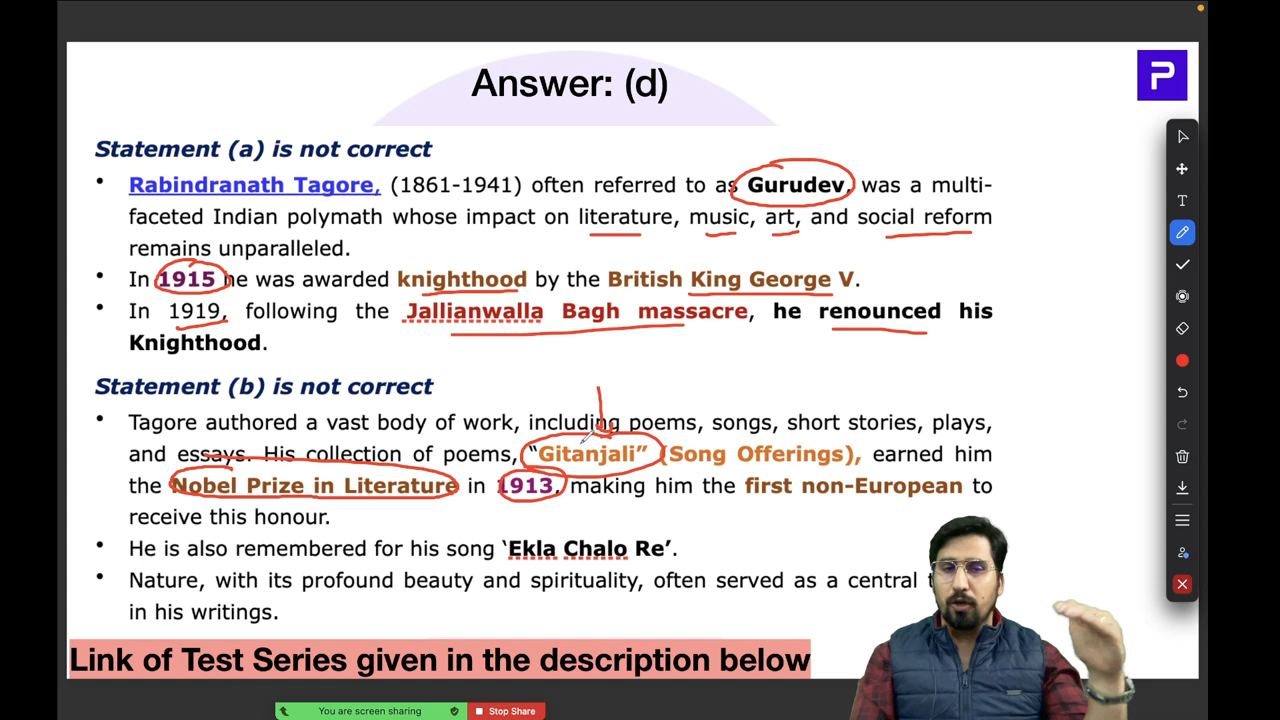 Answer: (d)
P
Statement (a) is not correct
• Rabindranath Tagore, (1861-1941) often referred to as Gurudev, was a multi-
faceted Indian polymath whose impact on literature, music, art, and social reform
remains unparalleled.
• In 1915 he was awarded knighthood by the British King George V.
• In 1919, following the Jallianwalla Bagh massacre, he renounced his
Knighthood.
Statement (b) is not correct
• Tagore authored a vast body of work, including poems, songs, short stories, plays,
and essays. His collection of poems, “Gitanjali” (Song Offerings), earned him
the Nobel Prize in Literature in 1913, making him the first non-European to
receive this honour.
• He is also remembered for his song ‘Ekla Chalo Re’.
• Nature, with its profound beauty and spirituality, often served as a central
in his writings.
Link of Test Series given in the description below
You are screen sharing
Stop Share